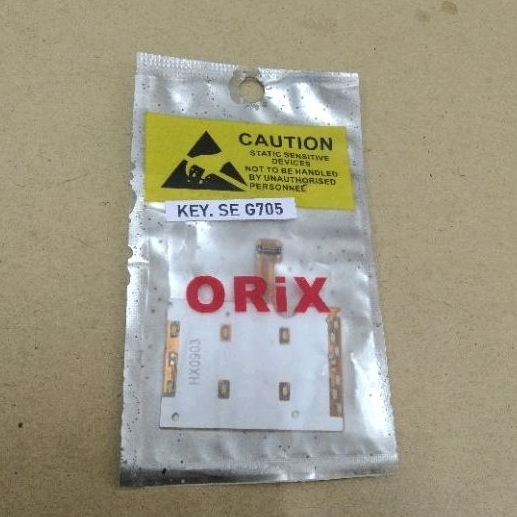 CAUTION
STATIC SENSITIVE
DEVICES
NOT TO BE HANDLED
BY UNAUTHORISED
PERSONNEL
KEY. SE G705
ORiX
HX0903